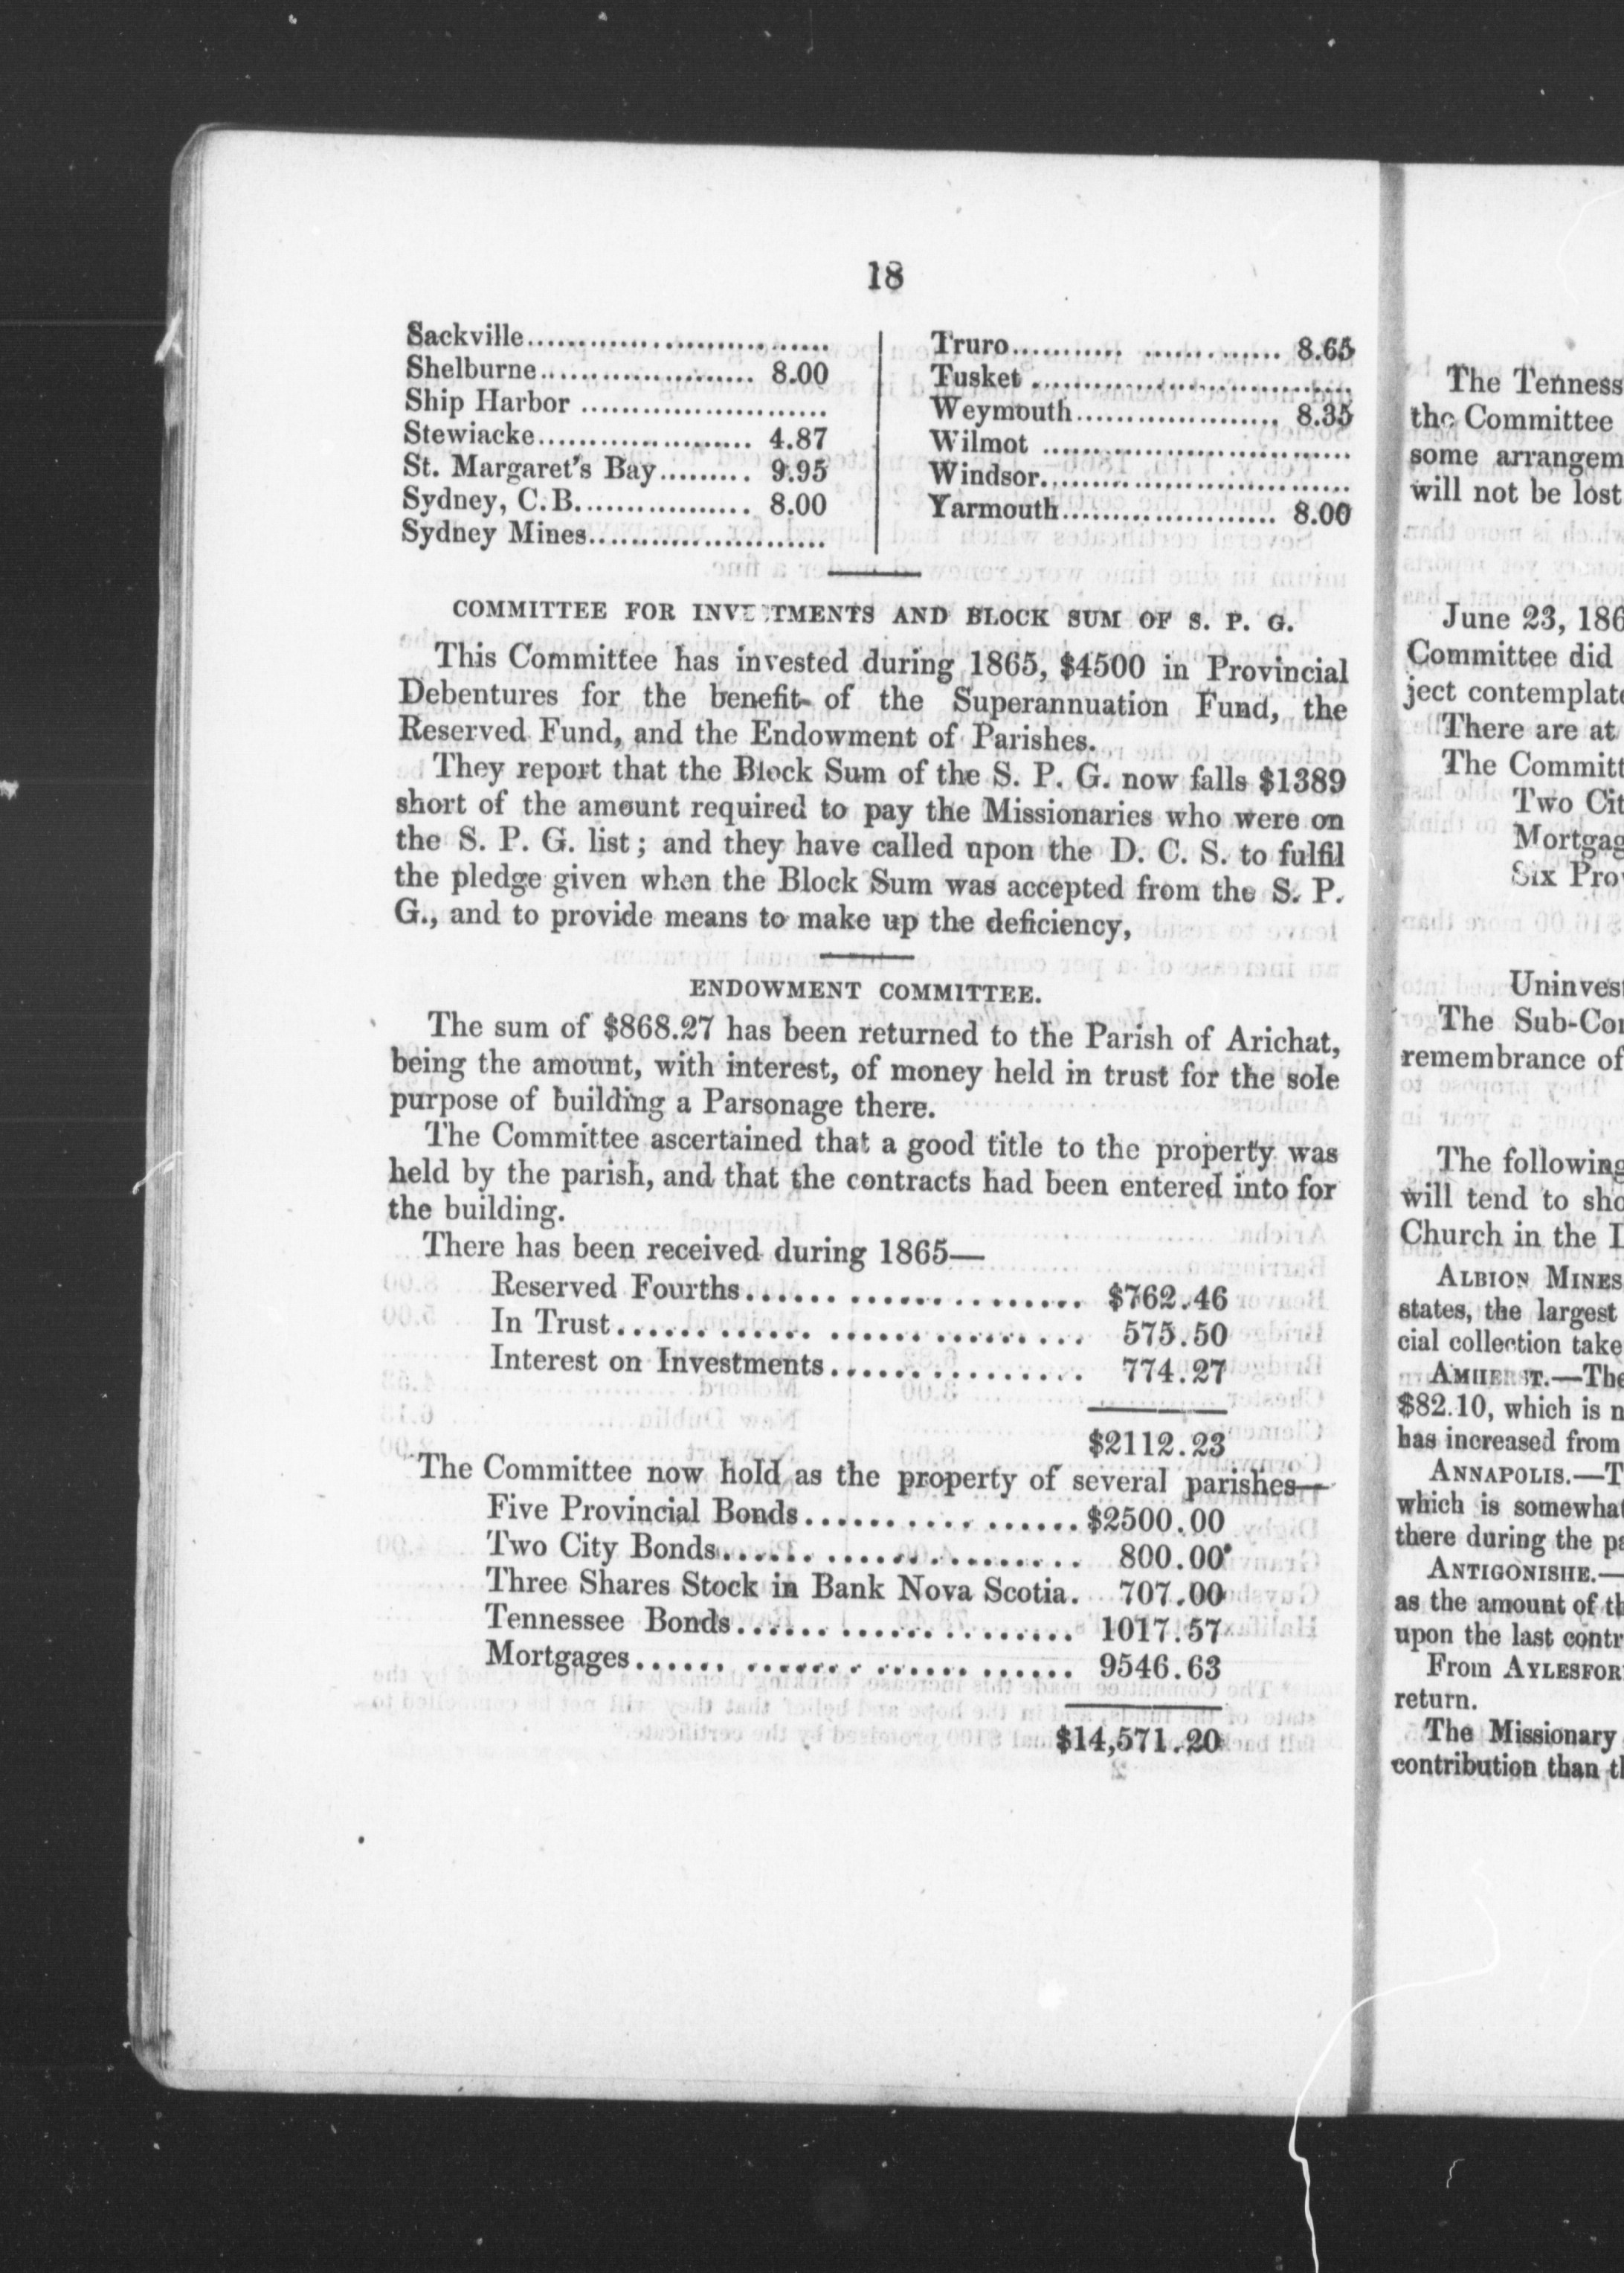 18
Sackville..............................
Shelburne...................... 8.00
Ship Harbor .........................
Stewiacke...................... 4.87
St. Margaret's Bay.......... 9.95
Sydney, C. B.................. 8.00
Sydney Mines........................
Truro........... .............. 8.65
Tusket .................................
Weymouth..................... 8.35
Wilmot ................................
Windsor................................
Yarmouth...................... 8.00
COMMITTEE FOR INVE TMENTS AND BLOCK SUM OF S. P. G.
This Committee has invested during 1865, $4500 in Provincial
Debentures for the benefit of the Superannuation Fund, the
Reserved Fund, and the Endowment of Parishes.
They report that the Block Sum of the S. P. G. now falls $1389
short of the amount required to pay the Missionaries who were on
the S. P. G. list; and they have called upon the D. C. S. to fulfil
the pledge given when the Block Sum was accepted from the S. P.
G., and to provide means to make up the deficiency,
ENDOWMENT COMMITTEE.
The sum of $868.27 has been returned to the Parish of Arichat,
being the amount, with interest, of money held in trust for the sole
purpose of building a Parsonage there.
The Committee ascertained that a good title to the property was
held by the parish, and that the contracts had been entered into for
the building.
There has been received during 1865—
Reserved Fourths...... ................ $762.46
In Trust...... ...... ................ 575.50
Interest on Investments................. 774.27
$2112.23
The Committee now hold as the property of several parishes—
Five Provincial Bonds.......... ......$2500.00
Two City Bonds...... ................. 800.00
Three Shares Stock in Bank Nova Scotia. 707.00
Tennessee Bonds...... ................ 1017.57
Mortgages...... ...... ...... ...... 9546.63
$14,571.20
2
The Tenness
the Committee
some arrangem
will not be lost
June 23, 186
Committee did
ject contemplate
There are at
The Committ
Two Cit
Mortgag
Six Prov
Uninves
The Sub-Con
remembrance of
The following
will tend to sho
Church in the D
ALBION MINES
states, the largest
cial collection take
AMHERST.—The
$82.10, which is n
has increased from
ANNAPOLIS.—T
which is somewhat
there during the pa
ANTIGONISHE.—
as the amount of th
upon the last contr
From AYLESFOR
return.
The Missionary
contribution than th